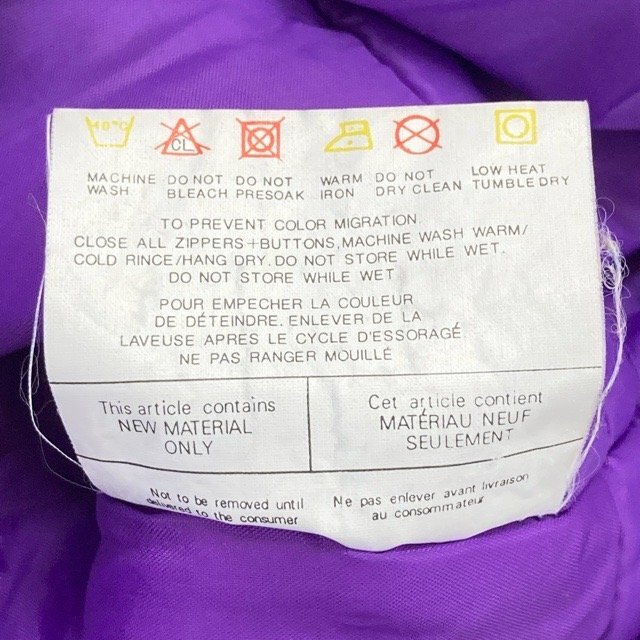 40°C CL
MACHINE DO NOT DO NOT WARM DO NOT LOW HEAT
WASH BLEACH PRESOAK IRON DRY CLEAN TUMBLE DRY
TO PREVENT COLOR MIGRATION.
CLOSE ALL ZIPPERS+BUTTONS, MACHINE WASH WARM/
COLD RINCE/HANG DRY. DO NOT STORE WHILE WET.
DO NOT STORE WHILE WET
POUR EMPECHER LA COULEUR
DE DÉTEINDRE. ENLEVER DE LA
LAVEUSE APRÈS LE CYCLE D'ESSORAGÉ
NE PAS RANGER MOUILLÉ
This article contains
NEW MATERIAL
ONLY
Cet article contient
MATÉRIAU NEUF
SEULEMENT
Not to be removed until
delivered to the consumer
Ne pas enlever avant livraison
au consommateur